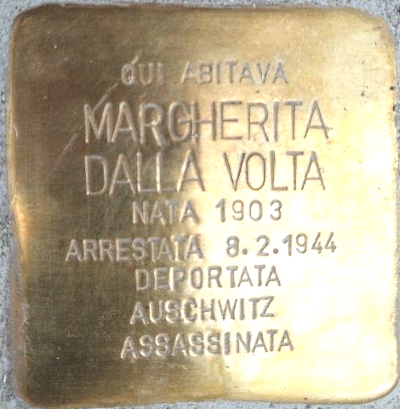 QUI ABITAVA
MARGHERITA
DALLA VOLTA
NATA 1903
ARRESTATA 8.2.1944
DEPORTATA
AUSCHWITZ
ASSASSINATA